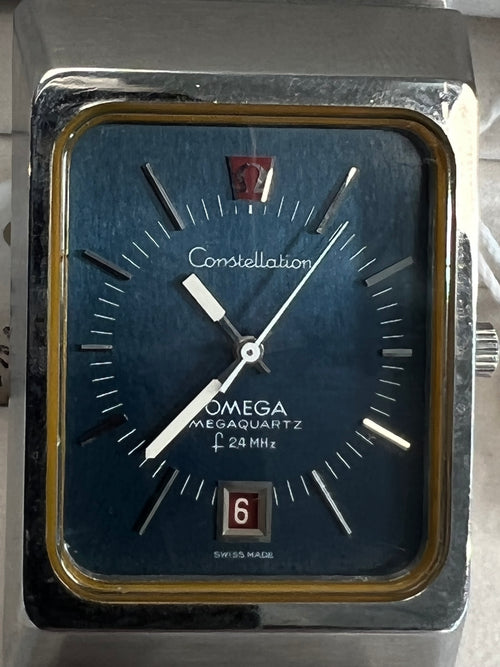 Constellation
OMEGA
MEGAQUARTZ
f 2.4 MHz
6
SWISS MADE